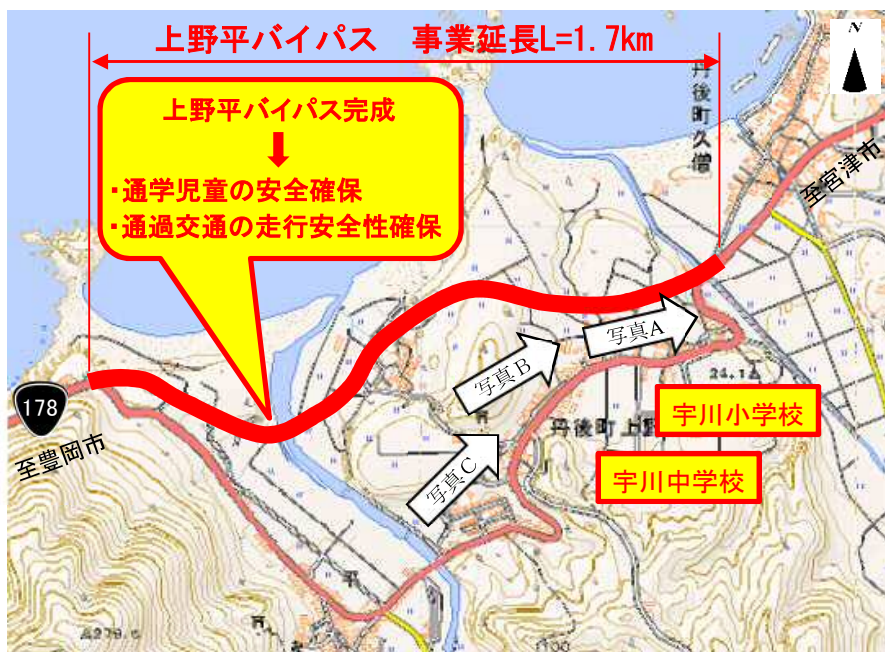 上野平バイパス　事業延長L=1.7km
N
上野平バイパス完成
・通学児童の安全確保
・通過交通の走行安全性確保
丹後町久僧
至宮津市
写真A
写真B
写真C
24.1
宇川小学校
丹後町上野
宇川中学校
178
至豊岡市
平